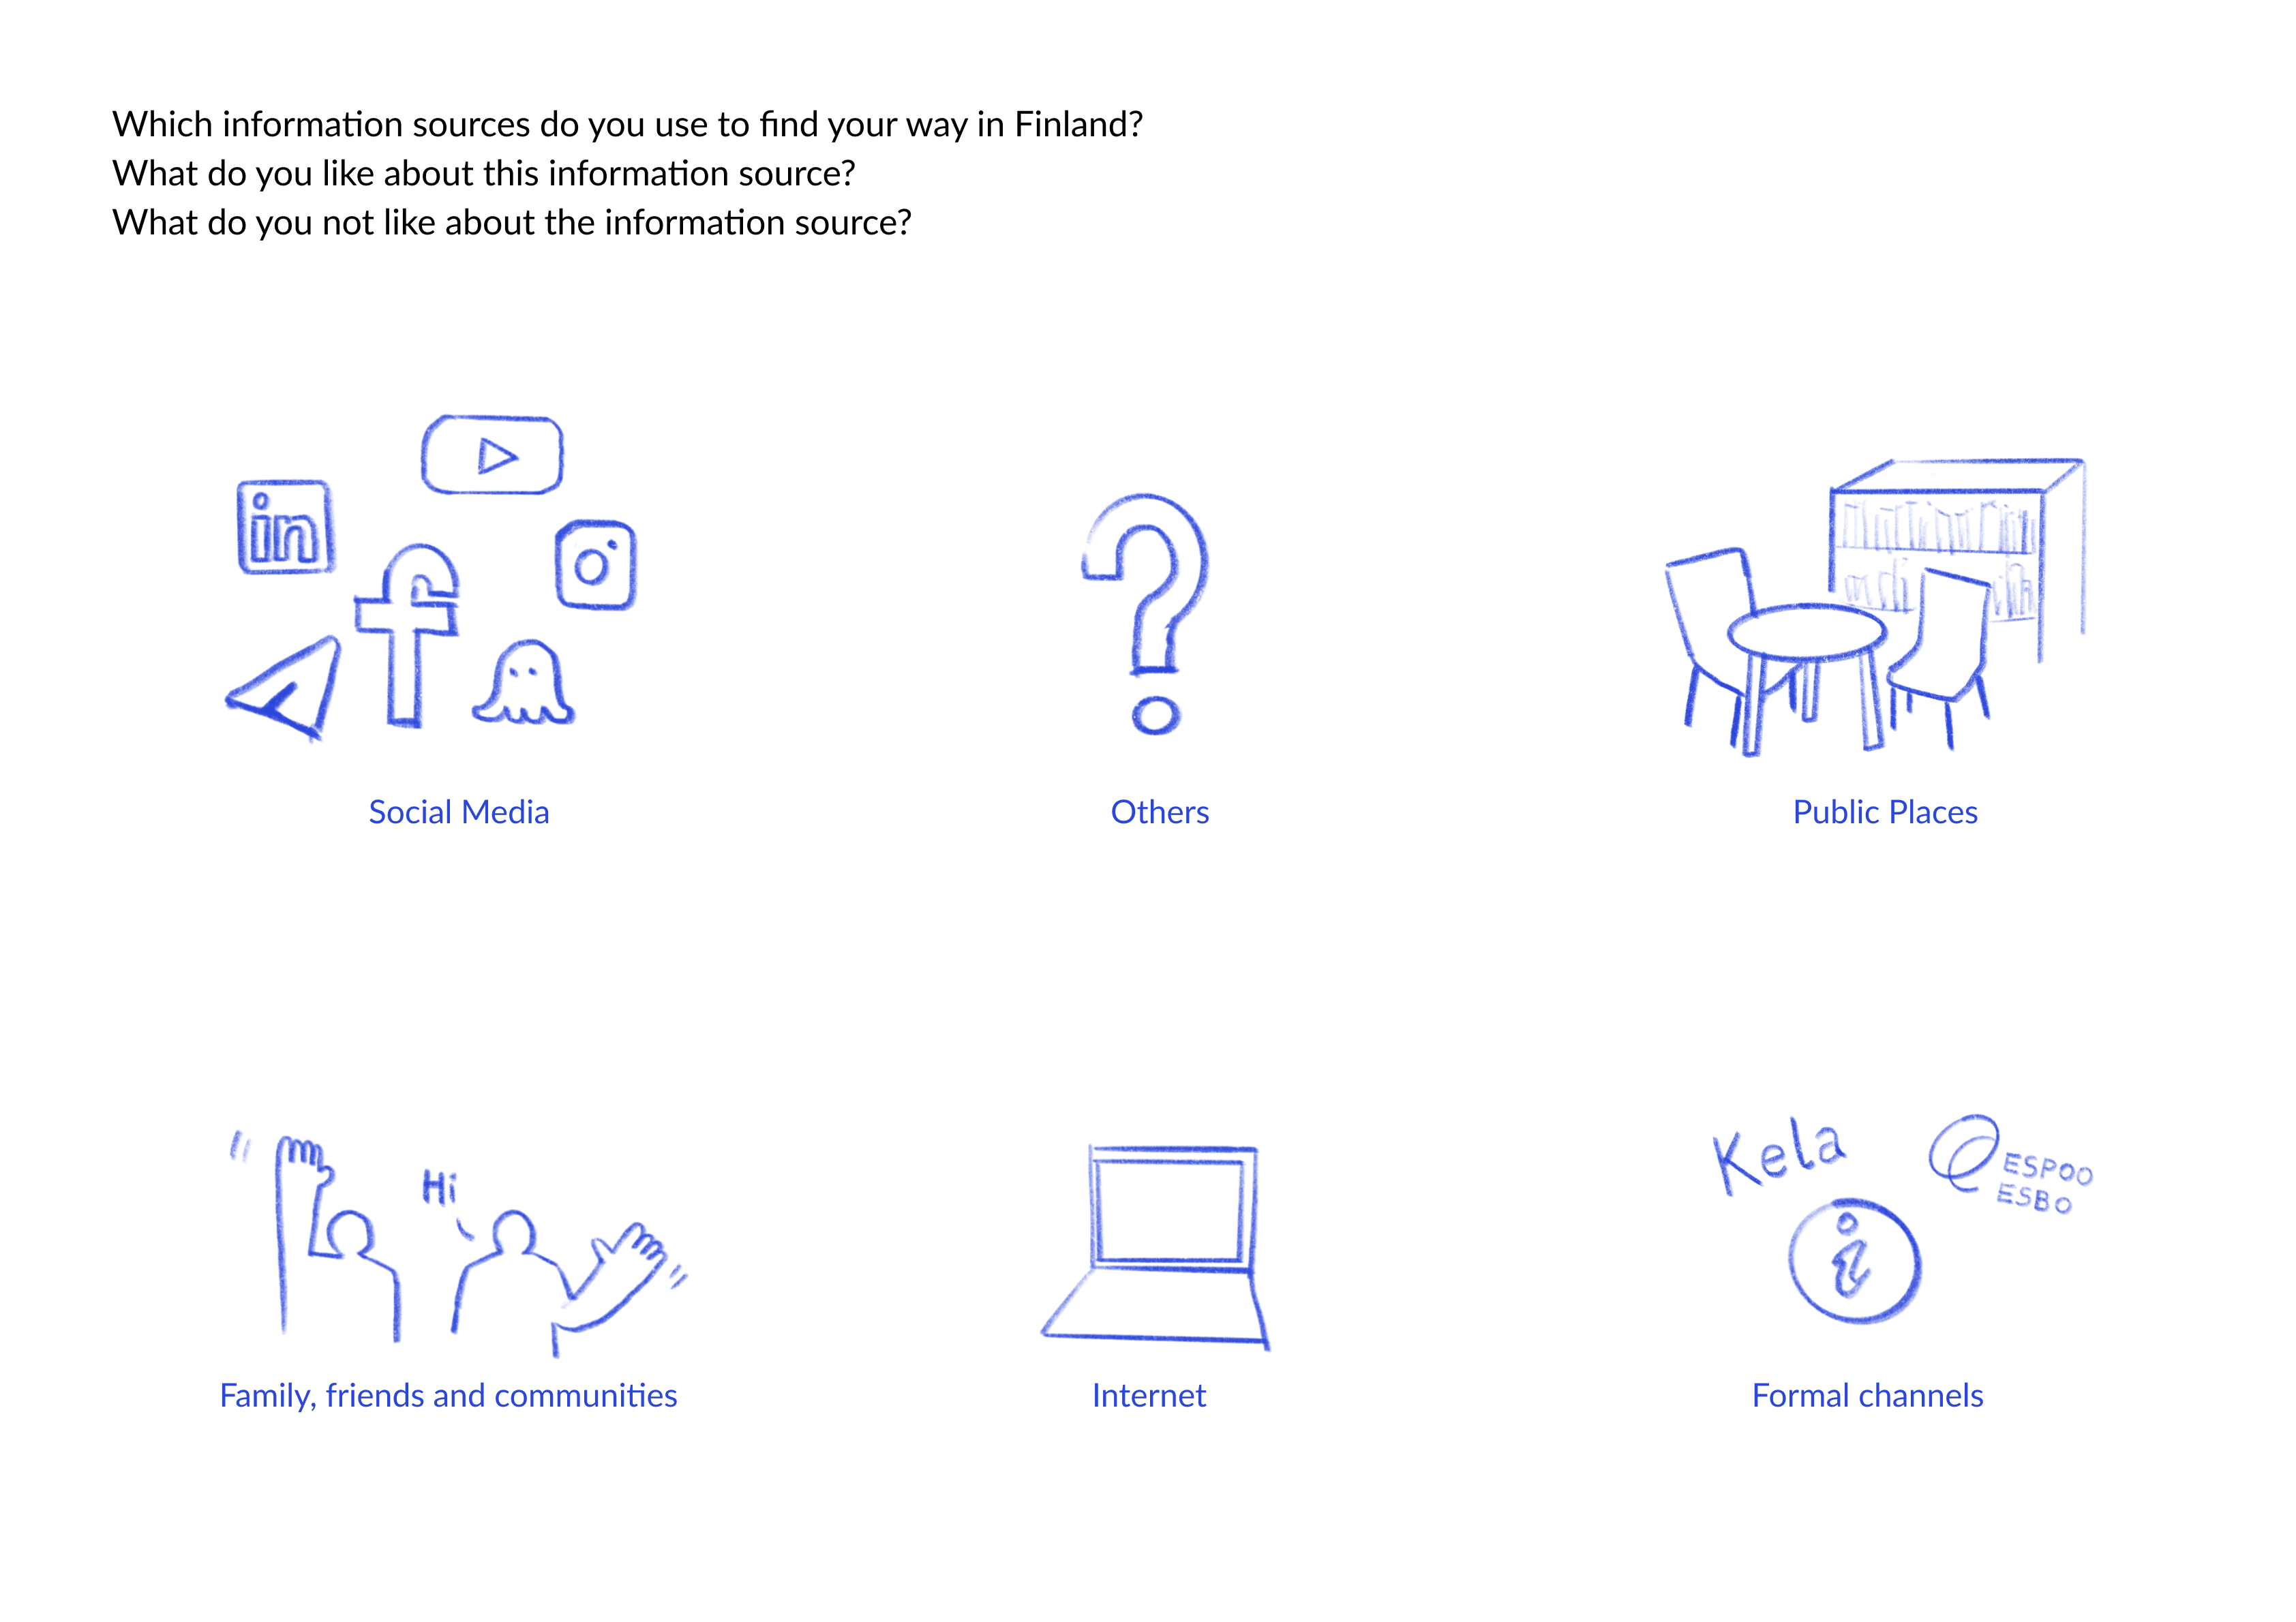 Which information sources do you use to find your way in Finland?
What do you like about this information source?
What do you not like about the information source?
in
f
Social Media
Others
?
Public Places
Hi
Family, friends and communities
Internet
Kela
ESPOO
ESBO
i
Formal channels